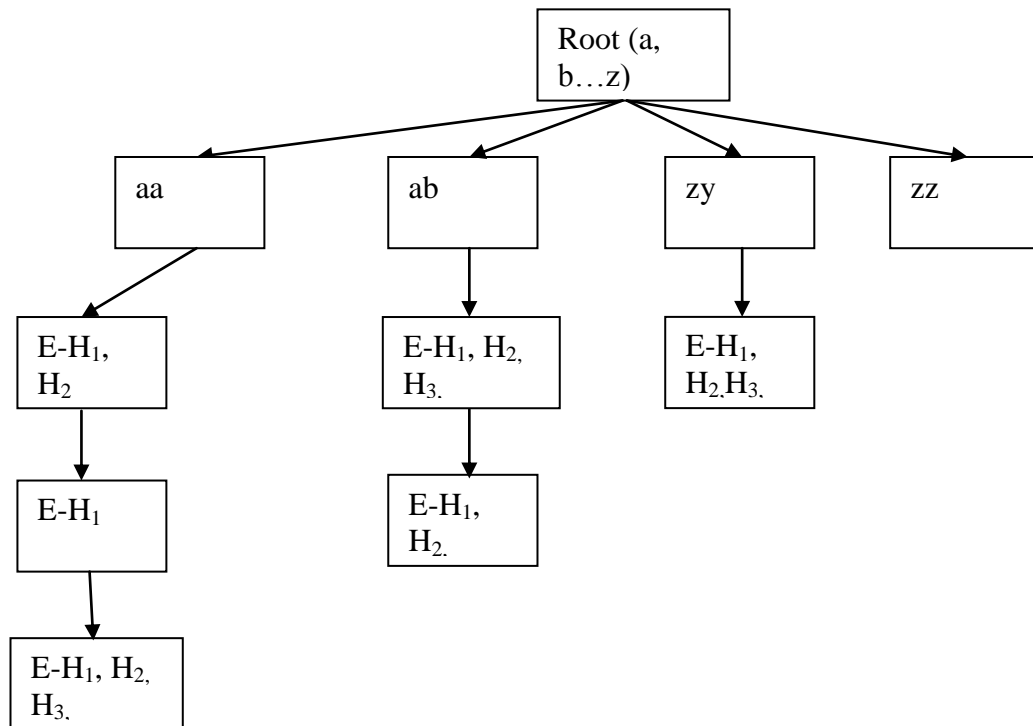 Root (a,
b…z)
aa
ab
zy
zz
E-H₁,
H₂
E-H₁, H₂,
H₃,
E-H₁,
H₂,H₃,
E-H₁
E-H₁,
H₂,
E-H₁, H₂,
H₃,